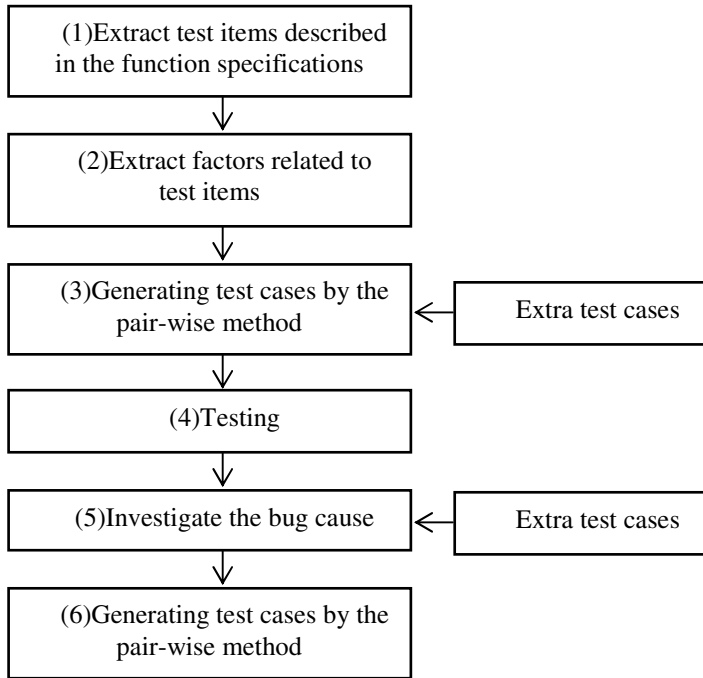 (1)Extract test items described
in the function specifications
(2)Extract factors related to
test items
(3)Generating test cases by the
pair-wise method
Extra test cases
(4)Testing
(5)Investigate the bug cause
Extra test cases
(6)Generating test cases by the
pair-wise method